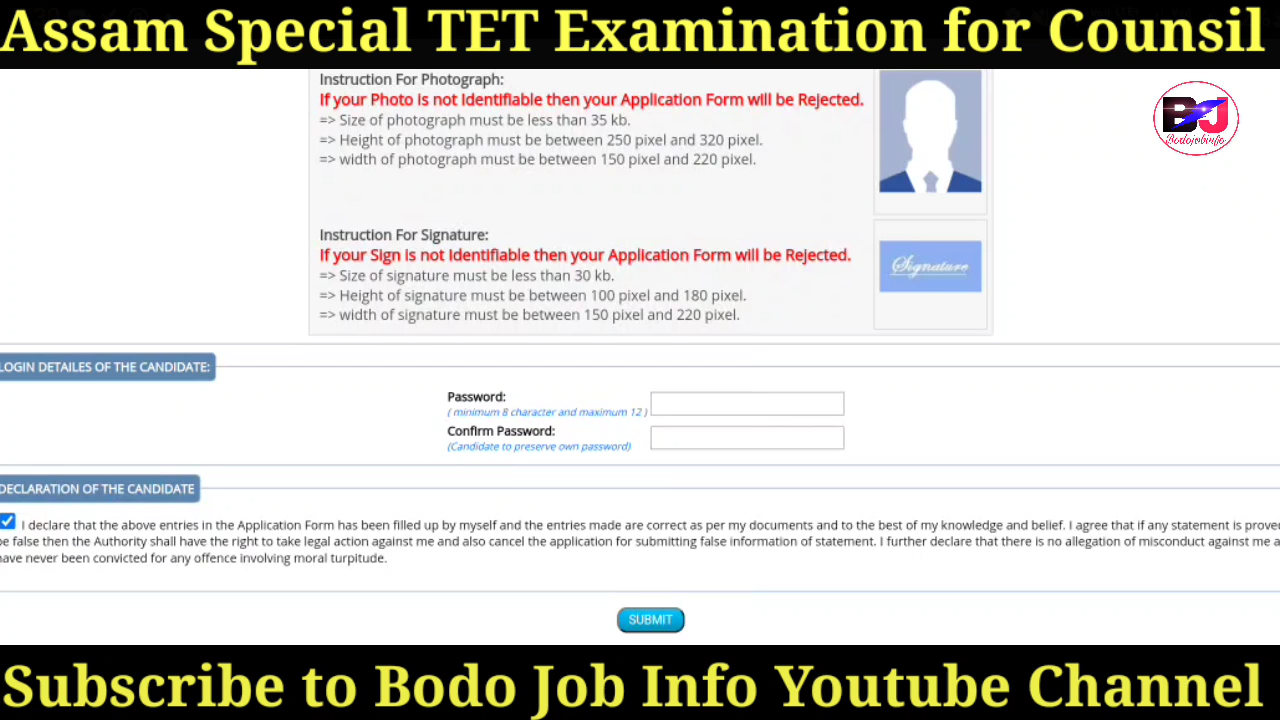 Assam Special TET Examination for Counsil
Instruction For Photograph:
If your Photo is not Identifiable then your Application Form will be Rejected.
=> Size of photograph must be less than 35 kb.
=> Height of photograph must be between 250 pixel and 320 pixel.
=> width of photograph must be between 150 pixel and 220 pixel.
BJ
Bodojobinfo
Instruction For Signature:
If your Sign is not Identifiable then your Application Form will be Rejected.
=> Size of signature must be less than 30 kb.
=> Height of signature must be between 100 pixel and 180 pixel.
=> width of signature must be between 150 pixel and 220 pixel.
Signature
LOGIN DETAILES OF THE CANDIDATE:
Password:
( minimum 8 character and maximum 12 )
Confirm Password:
(Candidate to preserve own password)
DECLARATION OF THE CANDIDATE
I declare that the above entries in the Application Form has been filled up by myself and the entries made are correct as per my documents and to the best of my knowledge and belief. I agree that if any statement is prove
be false then the Authority shall have the right to take legal action against me and also cancel the application for submitting false information of statement. I further declare that there is no allegation of misconduct against me a
have never been convicted for any offence involving moral turpitude.
SUBMIT
Subscribe to Bodo Job Info Youtube Channel